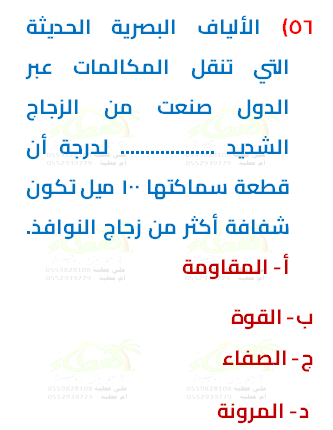 ٥٦) الألياف البصرية الحديثة
التي تنقل المكالمات عبر
الدول صنعت من الزجاج
الشديد ................... لدرجة أن
قطعة سماكتها ١٠٠ ميل تكون
شفافة أكثر من زجاج النوافذ.
أ- المقاومة
ب- القوة
ج- الصفاء
د- المرونة